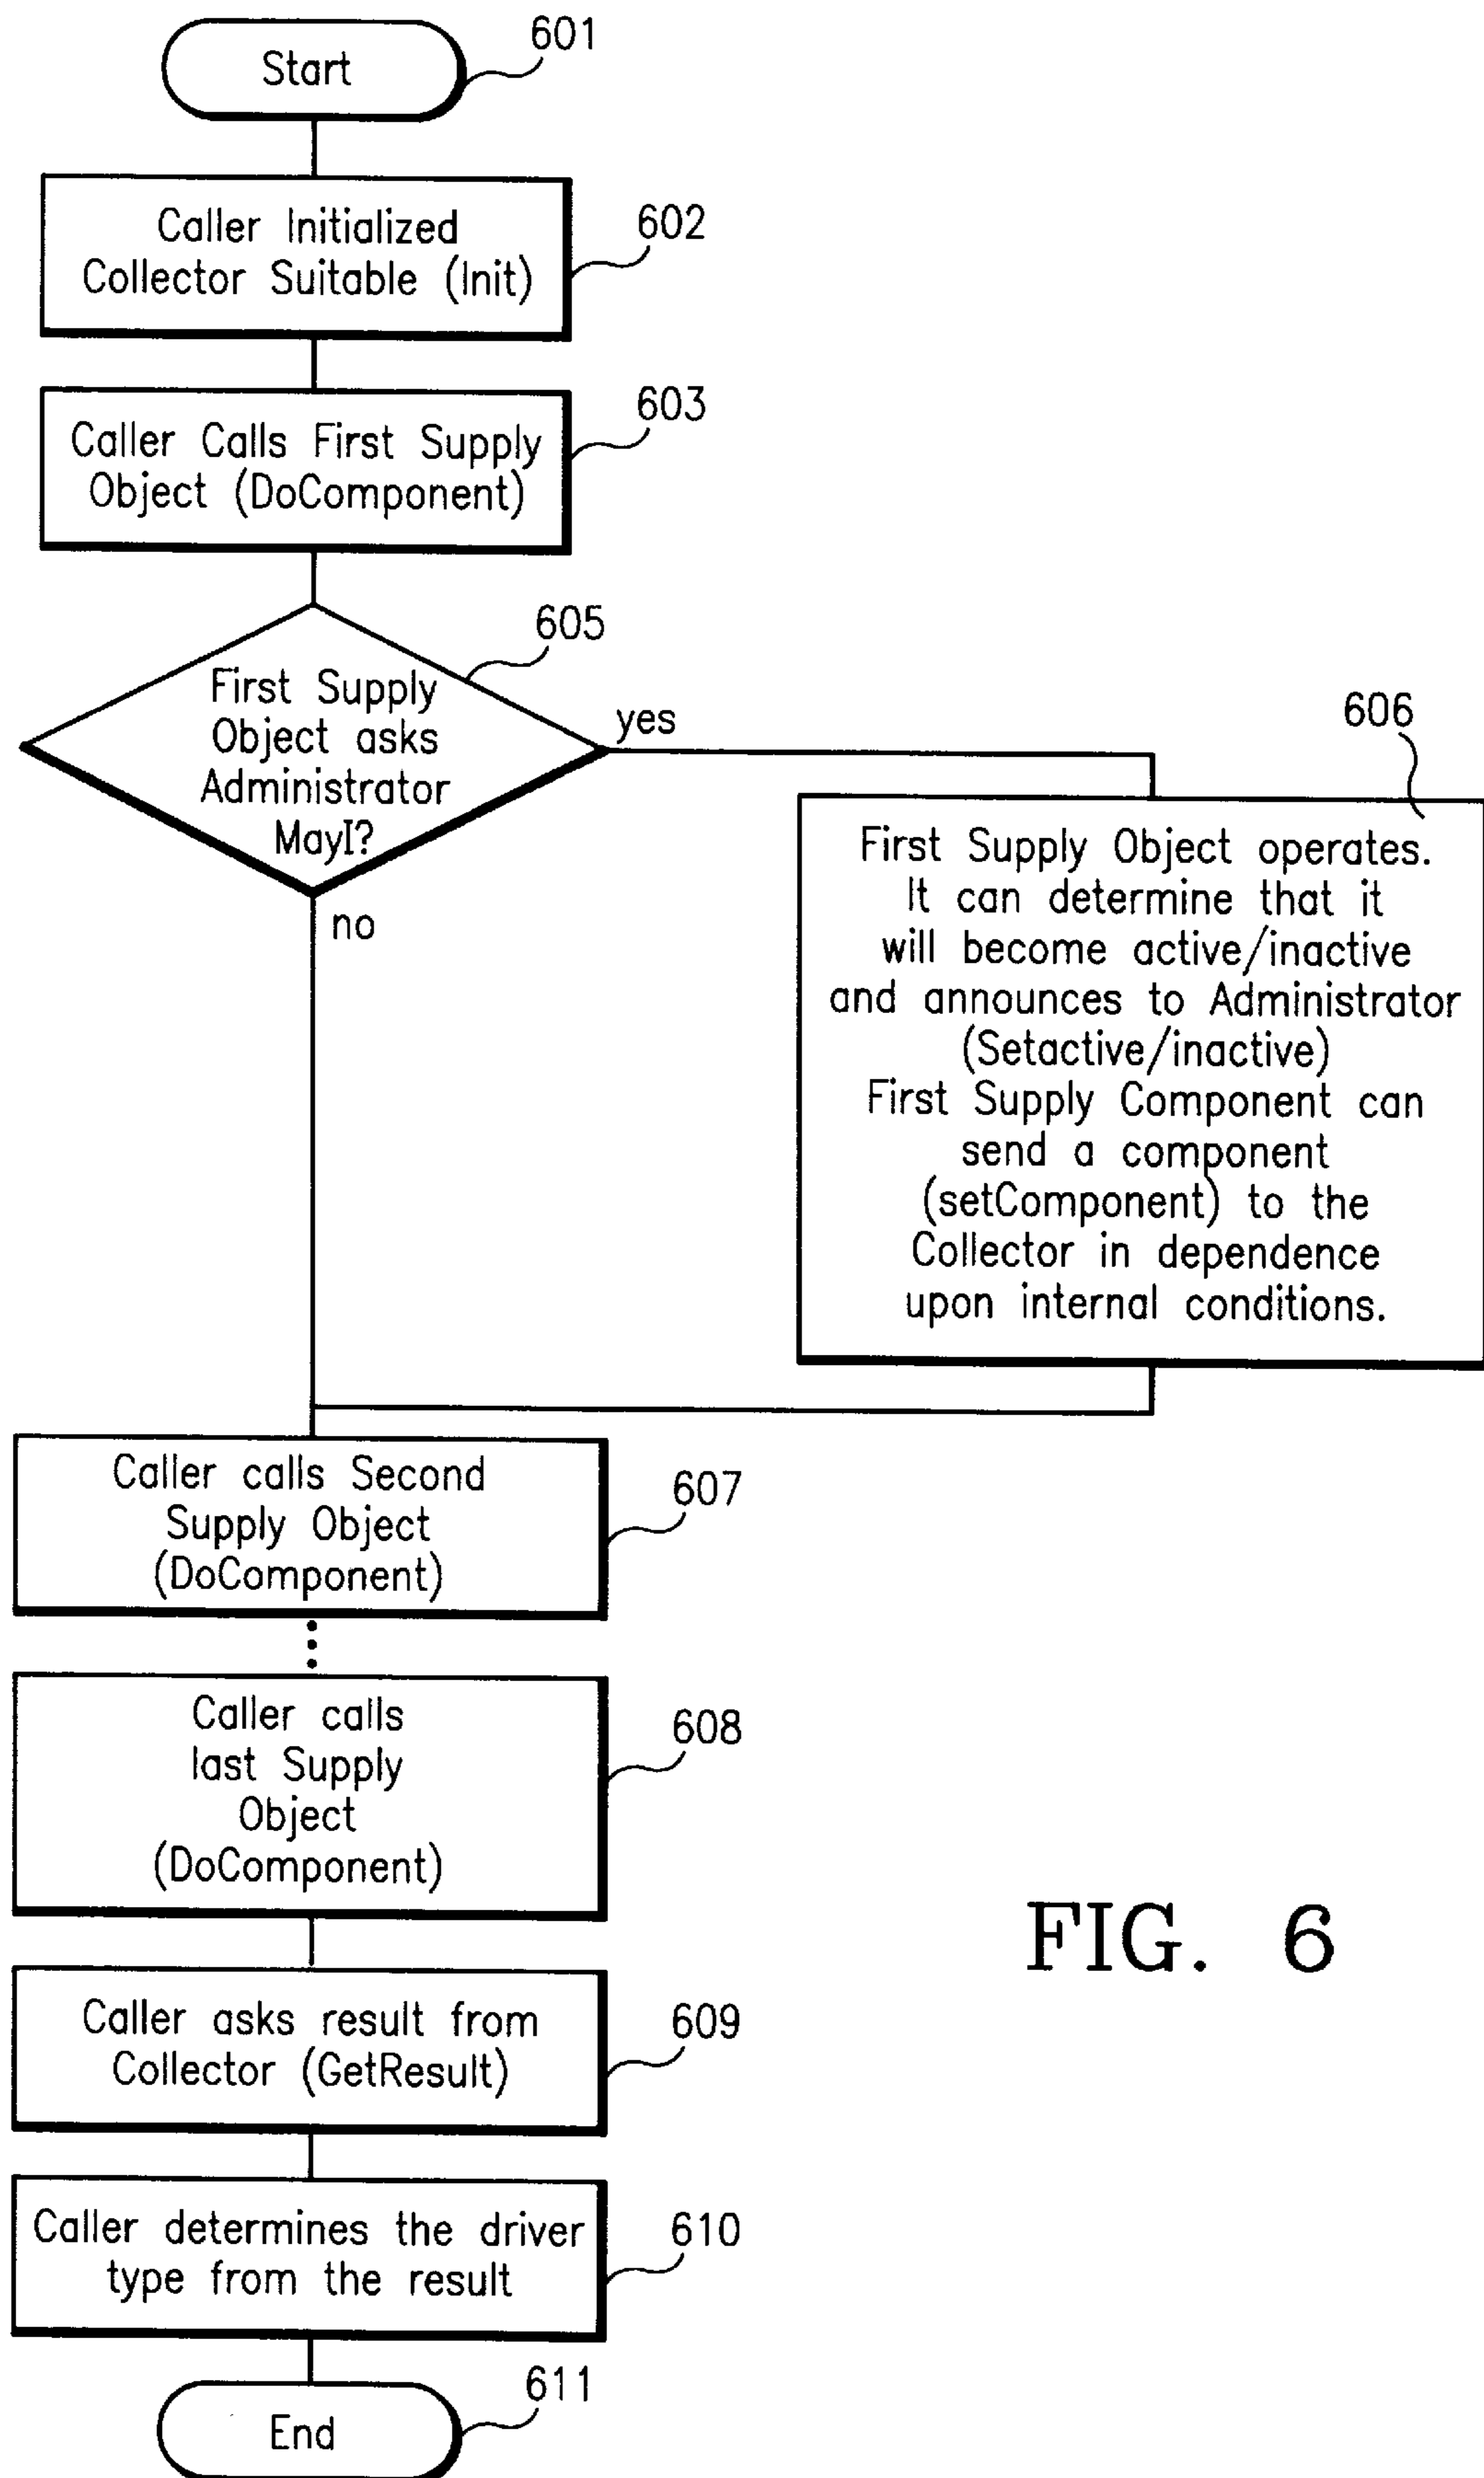 Start
601
Caller Initialized
Collector Suitable (Init)
602
Caller Calls First Supply
Object (DoComponent)
603
First Supply
Object asks
Administrator
MayI?
605
yes
no
606
First Supply Object operates.
It can determine that it
will become active/inactive
and announces to Administrator
(Setactive/inactive)
First Supply Component can
send a component
(setComponent) to the
Collector in dependence
upon internal conditions.
Caller calls Second
Supply Object
(DoComponent)
607
Caller calls
last Supply
Object
(DoComponent)
608
Caller asks result from
Collector (GetResult)
609
Caller determines the driver
type from the result
610
End
611
FIG. 6